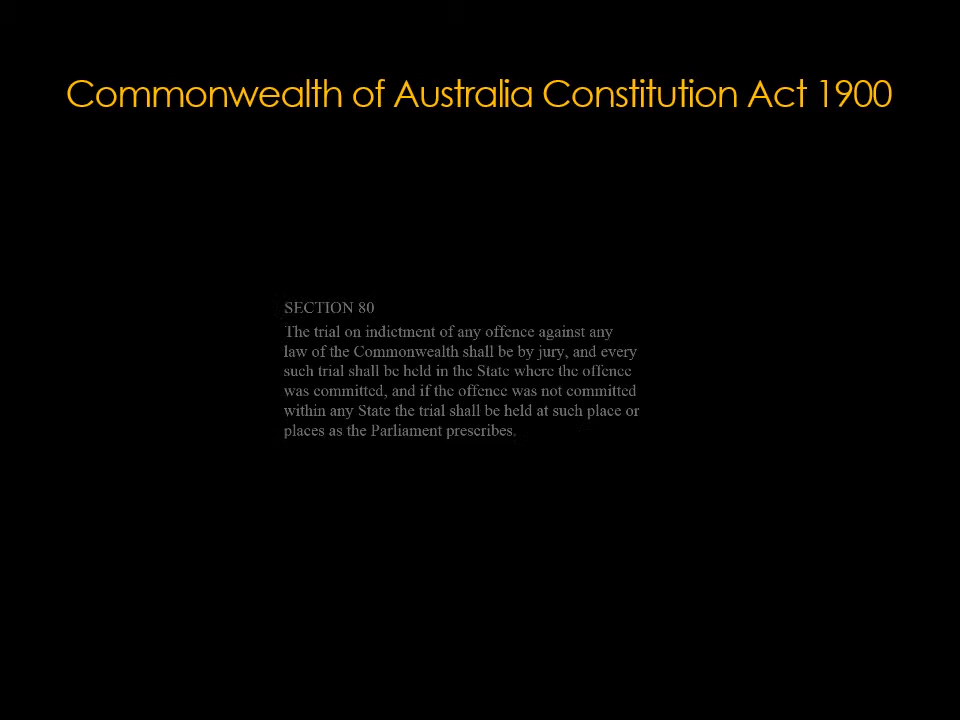 Commonwealth of Australia Constitution Act 1900
SECTION 80
The trial on indictment of any offence against any
law of the Commonwealth shall be by jury, and every
such trial shall be held in the State where the offence
was committed, and if the offence was not committed
within any State the trial shall be held at such place or
places as the Parliament prescribes.